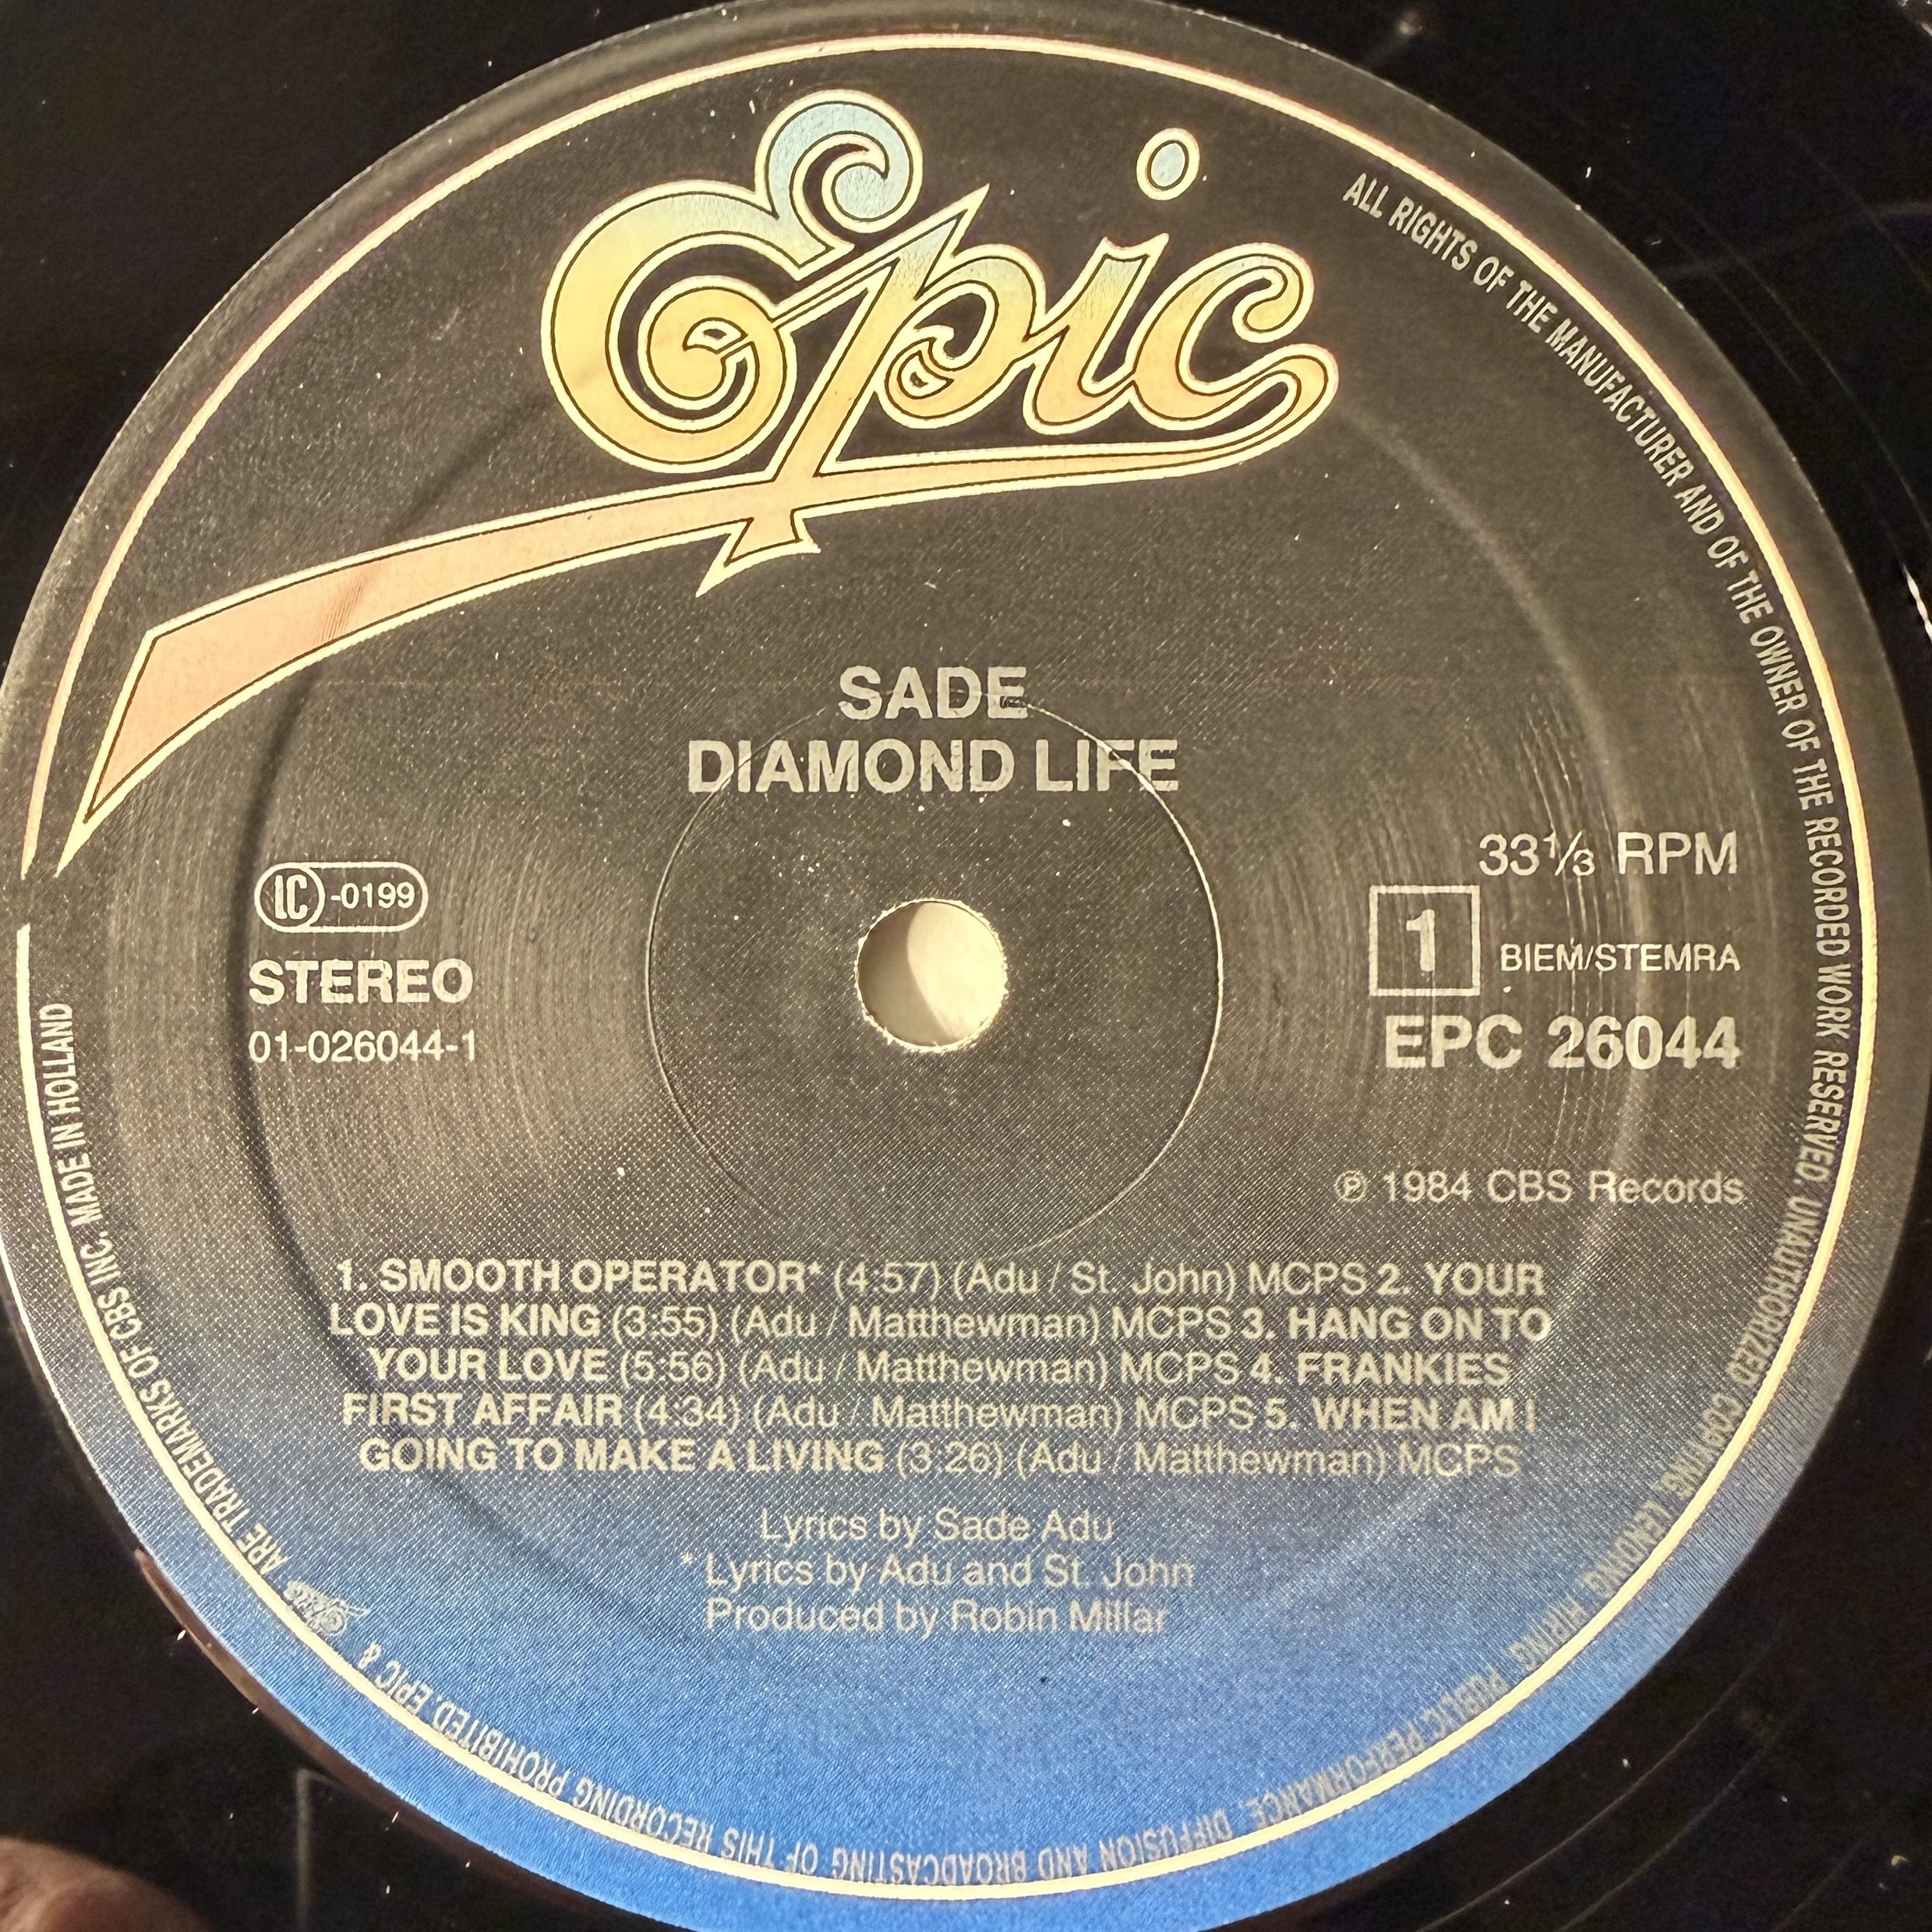 Epic
SADE
DIAMOND LIFE
LC -0199
STEREO
01-026044-1
33 1/3 RPM
1
BIEM/STEMRA
EPC 26044
℗ 1984 CBS Records
1. SMOOTH OPERATOR* (4:57) (Adu / St. John) MCPS 2. YOUR
LOVE IS KING (3:55) (Adu / Matthewman) MCPS 3. HANG ON TO
YOUR LOVE (5:56) (Adu / Matthewman) MCPS 4. FRANKIES
FIRST AFFAIR (4:34) (Adu / Matthewman) MCPS 5. WHEN AM I
GOING TO MAKE A LIVING (3.26) (Adu / Matthewman) MCPS
Lyrics by Sade Adu
* Lyrics by Adu and St. John
Produced by Robin Millar
ALL RIGHTS OF THE MANUFACTURER AND OF THE OWNER OF THE RECORDED WORK RESERVED. UNAUTHORIZED COPYING, LENDING, HIRING, PUBLIC PERFORMANCE, DIFFUSION AND BROADCASTING OF THIS RECORDING PROHIBITED. EPIC & Epic ARE TRADEMARKS OF CBS INC. MADE IN HOLLAND